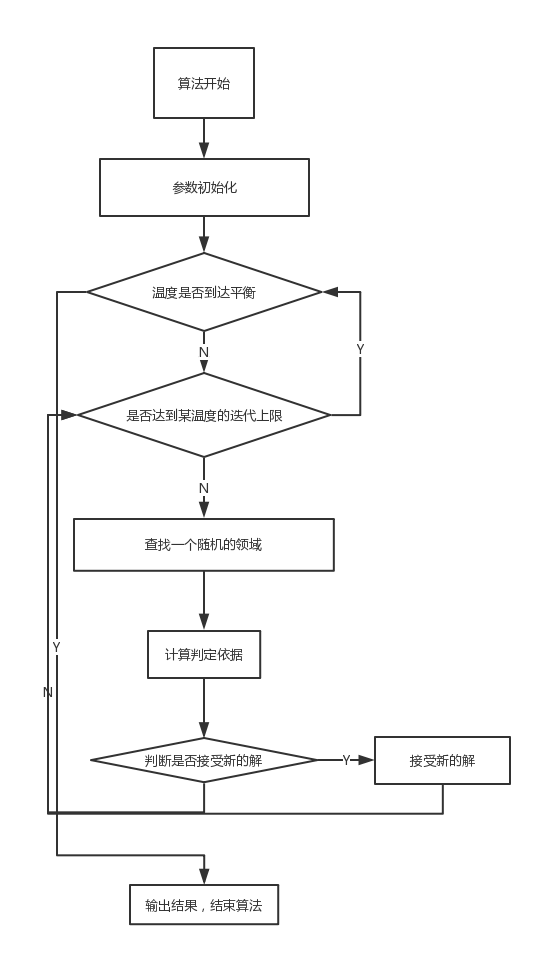 算法开始
参数初始化
温度是否到达平衡
Y
N
是否达到某温度的迭代上限
N
查找一个随机的领域
Y
计算判定依据
N
判断是否接受新的解
Y
接受新的解
输出结果，结束算法